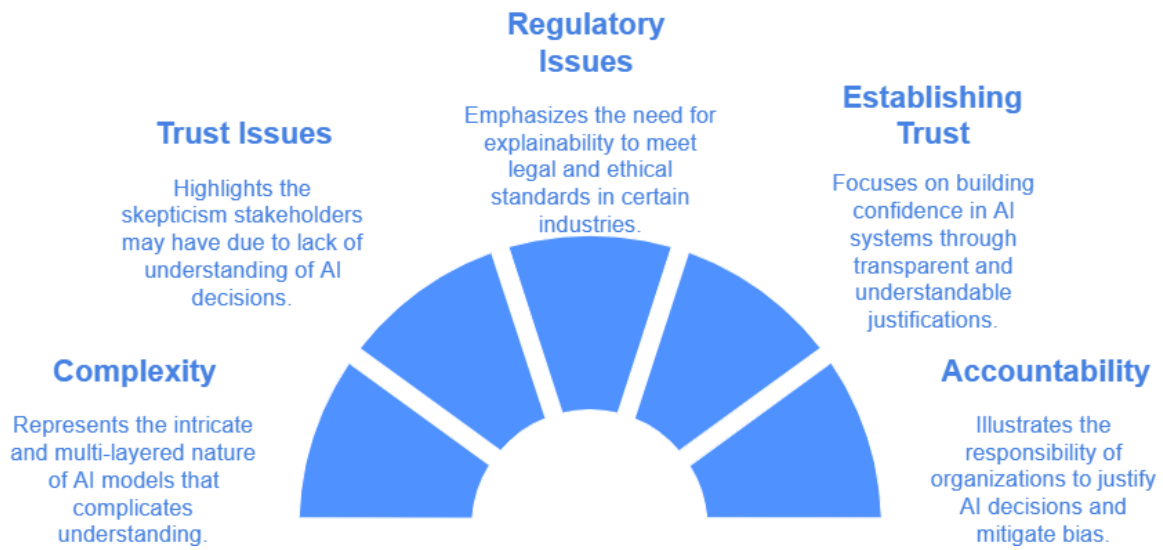 Complexity
Represents the intricate
and multi-layered nature
of AI models that
complicates
understanding.
Trust Issues
Highlights the
skepticism stakeholders
may have due to lack of
understanding of AI
decisions.
Regulatory
Issues
Emphasizes the need for
explainability to meet
legal and ethical
standards in certain
industries.
Establishing
Trust
Focuses on building
confidence in AI
systems through
transparent and
understandable
justifications.
Accountability
Illustrates the
responsibility of
organizations to justify
AI decisions and
mitigate bias.